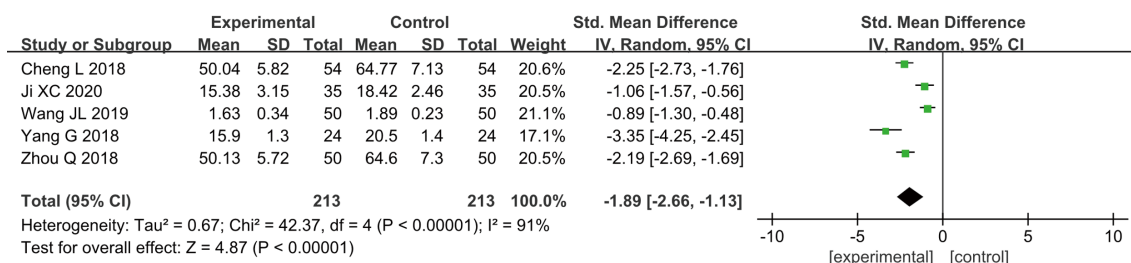 Experimental Control Std. Mean Difference Std. Mean Difference
Study or Subgroup Mean SD Total Mean SD Total Weight IV, Random, 95% CI IV, Random, 95% CI
Cheng L 2018 50.04 5.82 54 64.77 7.13 54 20.6% -2.25 [-2.73, -1.76]
Ji XC 2020 15.38 3.15 35 18.42 2.46 35 20.5% -1.06 [-1.57, -0.56]
Wang JL 2019 1.63 0.34 50 1.89 0.23 50 21.1% -0.89 [-1.30, -0.48]
Yang G 2018 15.9 1.3 24 20.5 1.4 24 17.1% -3.35 [-4.25, -2.45]
Zhou Q 2018 50.13 5.72 50 64.6 7.3 50 20.5% -2.19 [-2.69, -1.69]
Total (95% CI) 213 213 100.0% -1.89 [-2.66, -1.13]
Heterogeneity: Tau² = 0.67; Chi² = 42.37, df = 4 (P < 0.00001); I² = 91%
Test for overall effect: Z = 4.87 (P < 0.00001)
-10 -5 0 5 10
[experimental] [control]